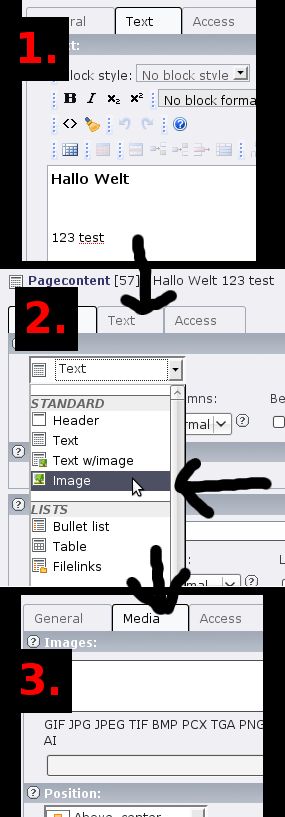 1.
eral Text Access
t:
block style: No block style
B I x₂ x² No block forma
Hallo Welt
123 test
Pagecontent [57] Hallo Welt 123 test
2.
Text Access
Text
mns: Be
rmal
STANDARD
Header
Text
Text w/image
Image
LISTS
Bullet list
Table
Filelinks
l:
mal
General Media Access
3.
Images:
GIF JPG JPEG TIF BMP PCX TGA PNG
AI
Position:
Above, center